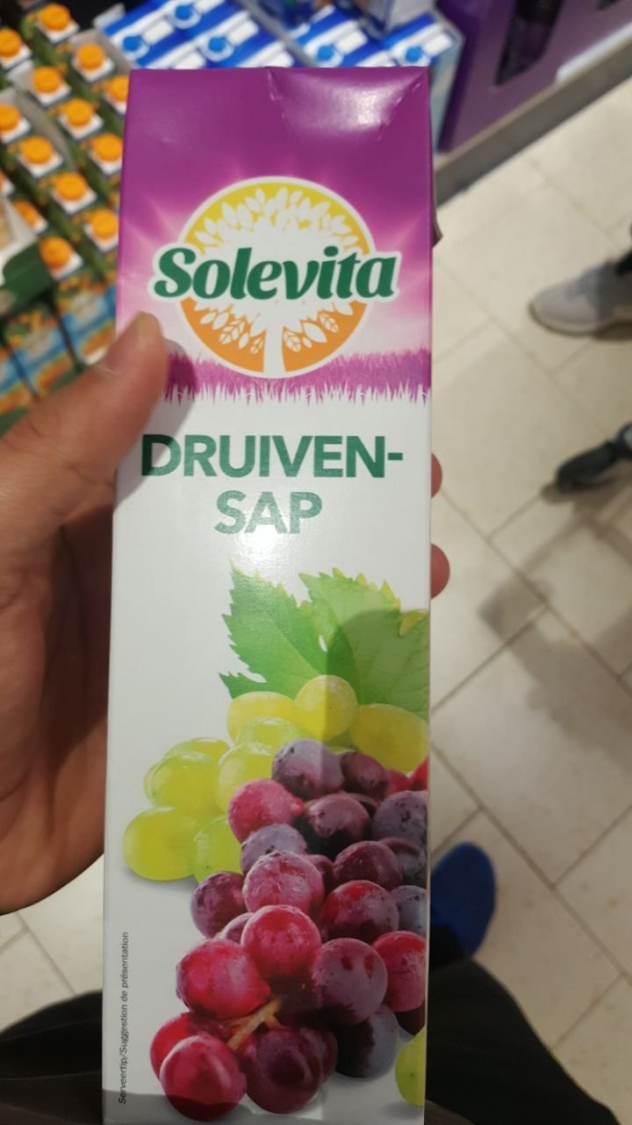 Solevita
DRUIVEN-
SAP
Serveertip/Suggestion de présentation